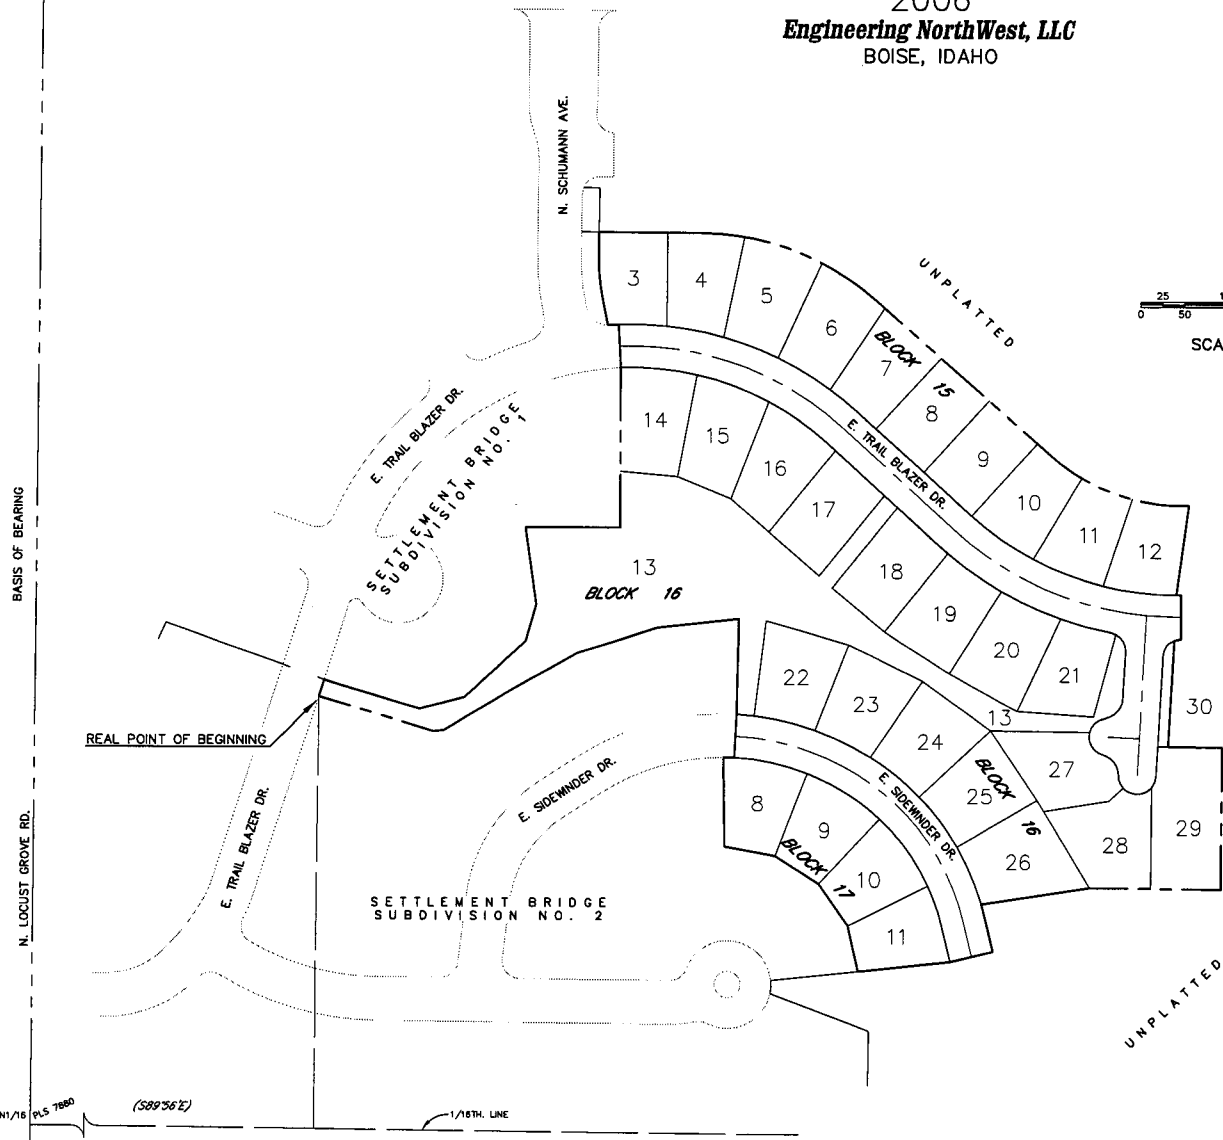 2006
Engineering NorthWest, LLC
BOISE, IDAHO
N. SCHUMANN AVE.
UNPLATTED
25
0 50
SCA
3
4
5
6
7
BLOCK 15
8
9
10
11
12
E. TRAIL BLAZER DR.
E. TRAIL BLAZER DR.
SETTLEMENT BRIDGE
SUBDIVISION NO. 1
14
15
16
17
18
19
20
21
13
BLOCK 16
BASIS OF BEARING
22
23
24
25
26
13
27
28
29
30
BLOCK 16
REAL POINT OF BEGINNING
E. SIDEWINDER DR.
E. SIDEWINDER DR.
8
9
10
11
BLOCK 17
E. TRAIL BLAZER DR.
N. LOCUST GROVE RD.
SETTLEMENT BRIDGE
SUBDIVISION NO. 2
UNPLATTED
N1/16 PLS 7880
(S89°56'E)
1/16TH. LINE